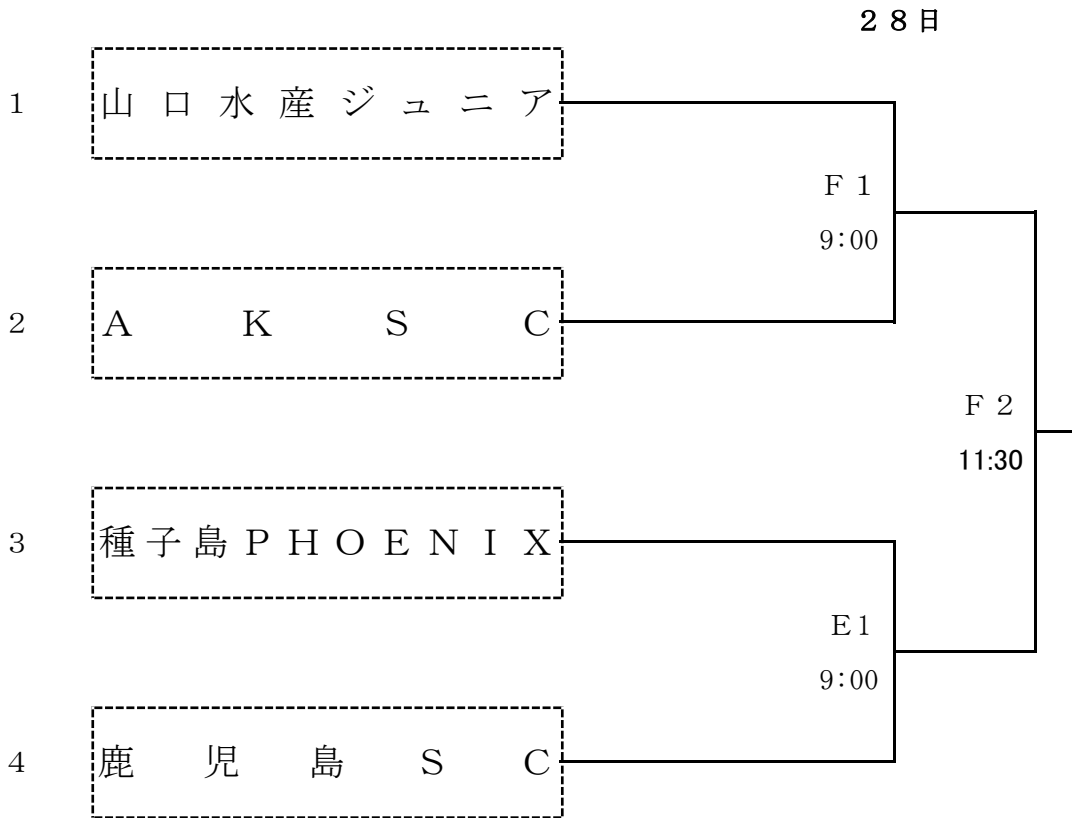 ２８日
1 山口水産ジュニア
Ｆ１
9:00
2 ＡＫＳＣ
Ｆ２
11:30
3 種子島ＰＨＯＥＮＩＸ
Ｅ1
9:00
4 鹿児島ＳＣ